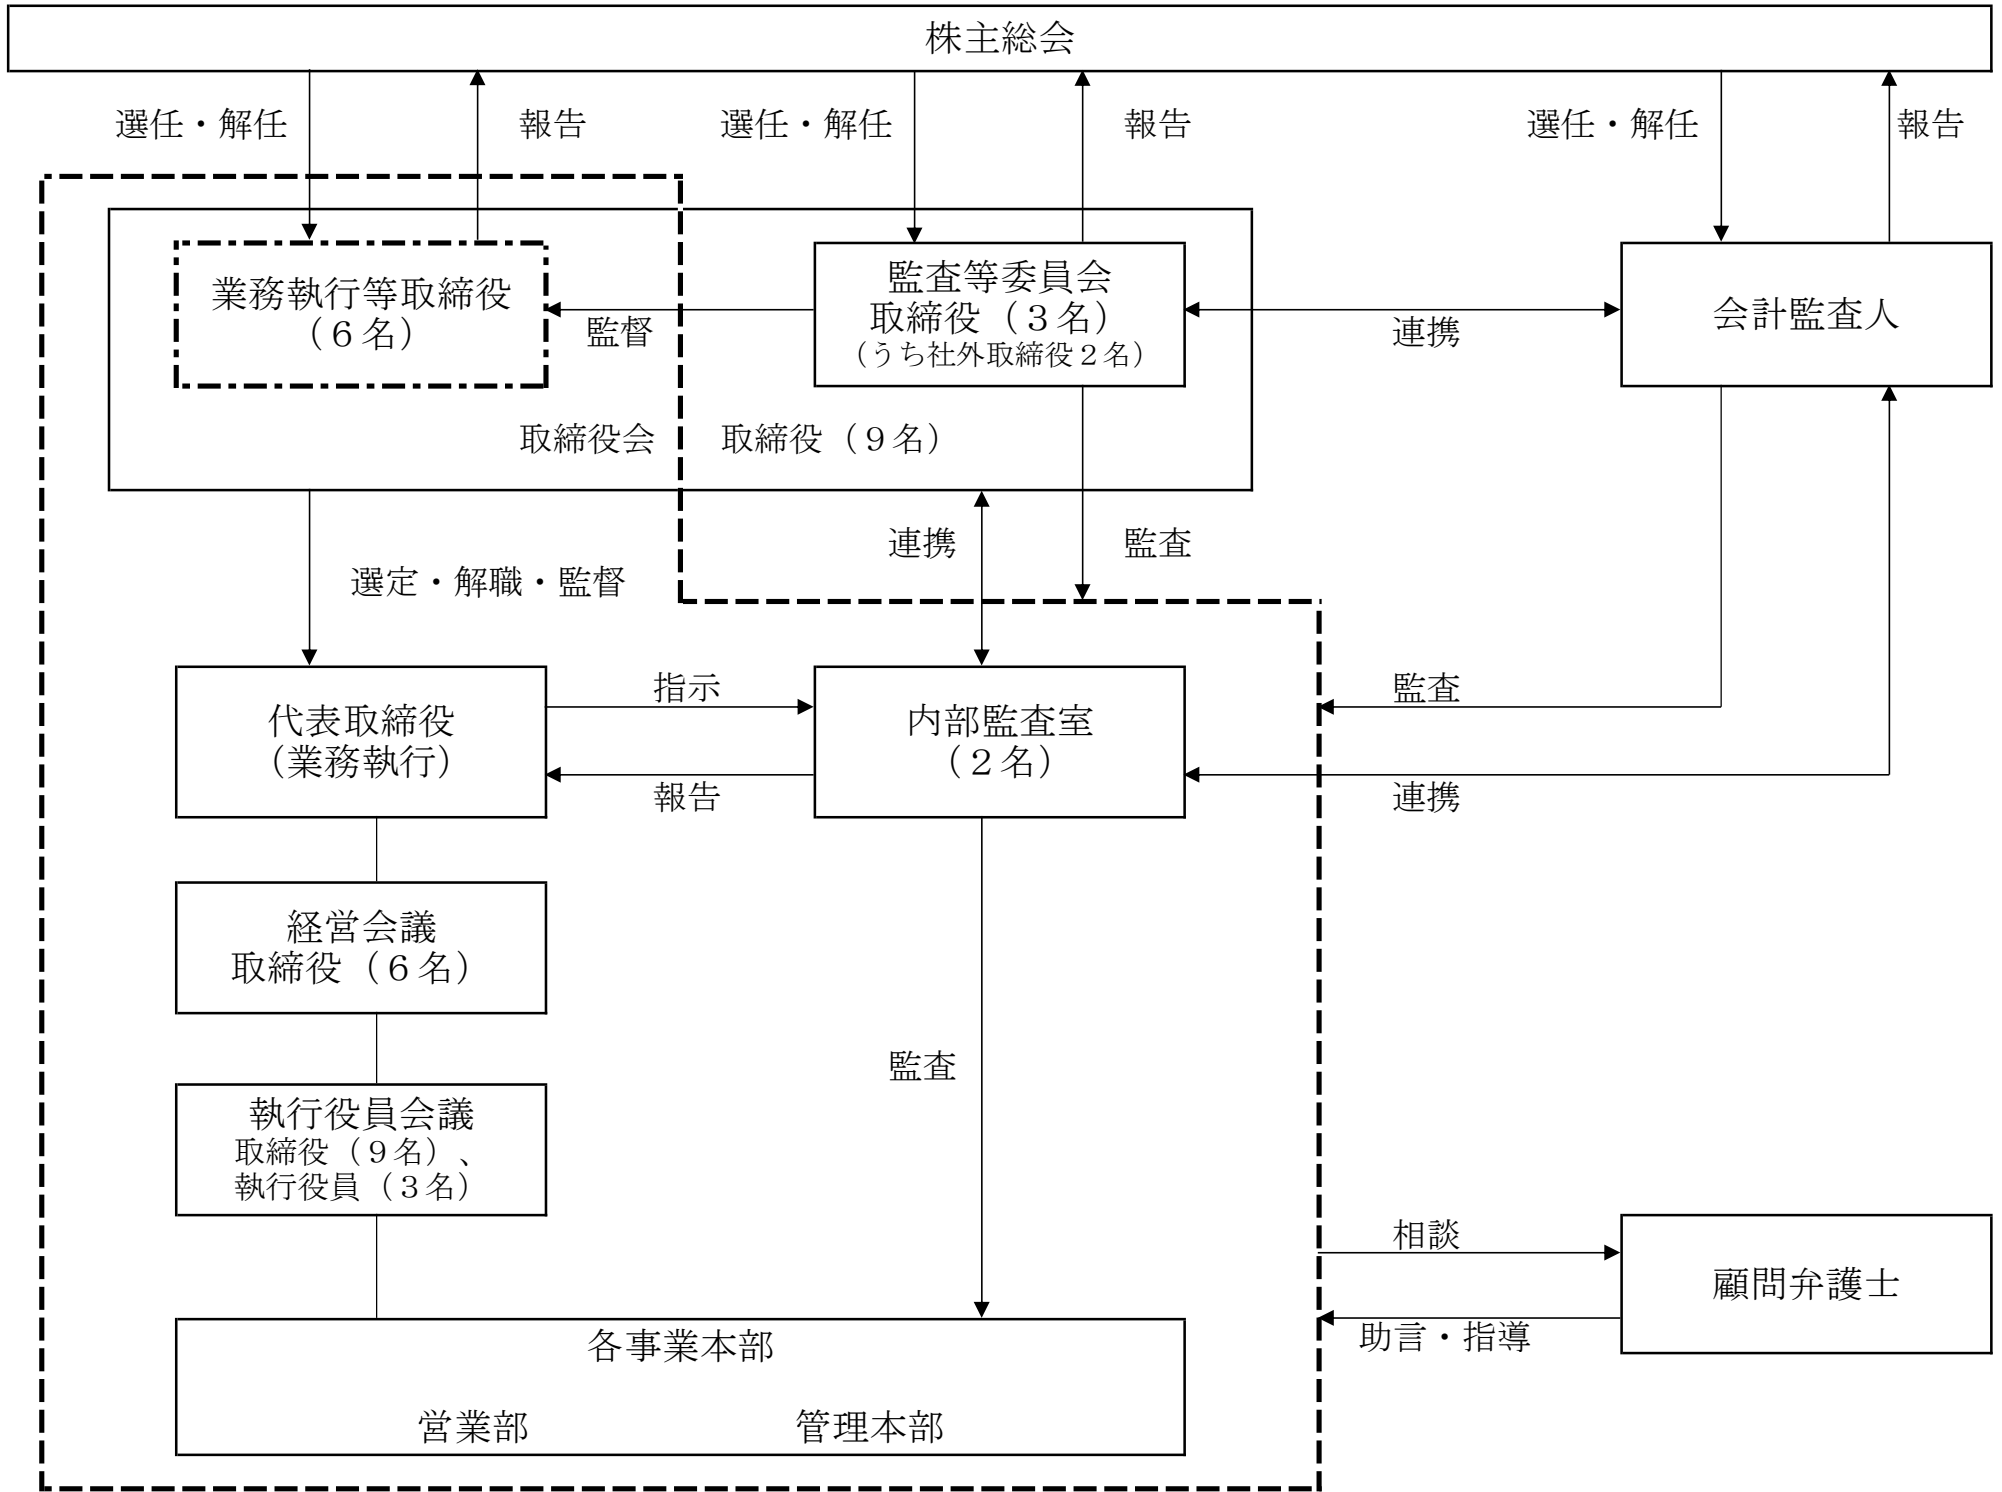 株主総会
選任・解任
報告
選任・解任
報告
選任・解任
報告
業務執行等取締役
（６名）
監督
監査等委員会
取締役（３名）
（うち社外取締役２名）
連携
会計監査人
取締役会
取締役（９名）
連携
監査
選定・解職・監督
代表取締役
（業務執行）
指示
報告
内部監査室
（２名）
監査
連携
経営会議
取締役（６名）
監査
執行役員会議
取締役（９名）、
執行役員（３名）
相談
助言・指導
顧問弁護士
各事業本部
営業部
管理本部